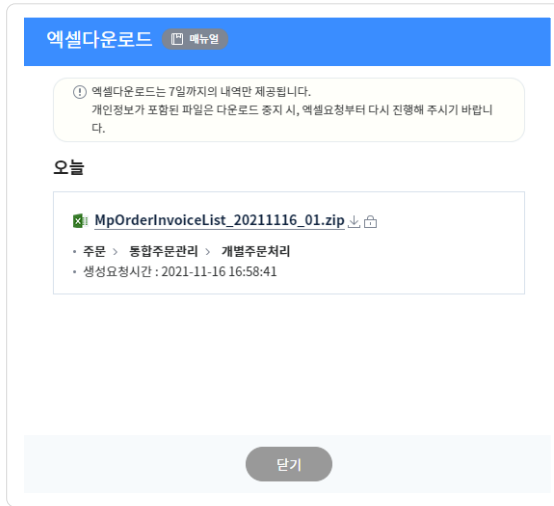 엑셀다운로드 매뉴얼
엑셀다운로드는 7일까지의 내역만 제공됩니다.
개인정보가 포함된 파일은 다운로드 중지 시, 엑셀요청부터 다시 진행해 주시기 바랍니
다.
오늘
MpOrderInvoiceList_20211116_01.zip
· 주문 > 통합주문관리 > 개별주문처리
· 생성요청시간 : 2021-11-16 16:58:41
닫기